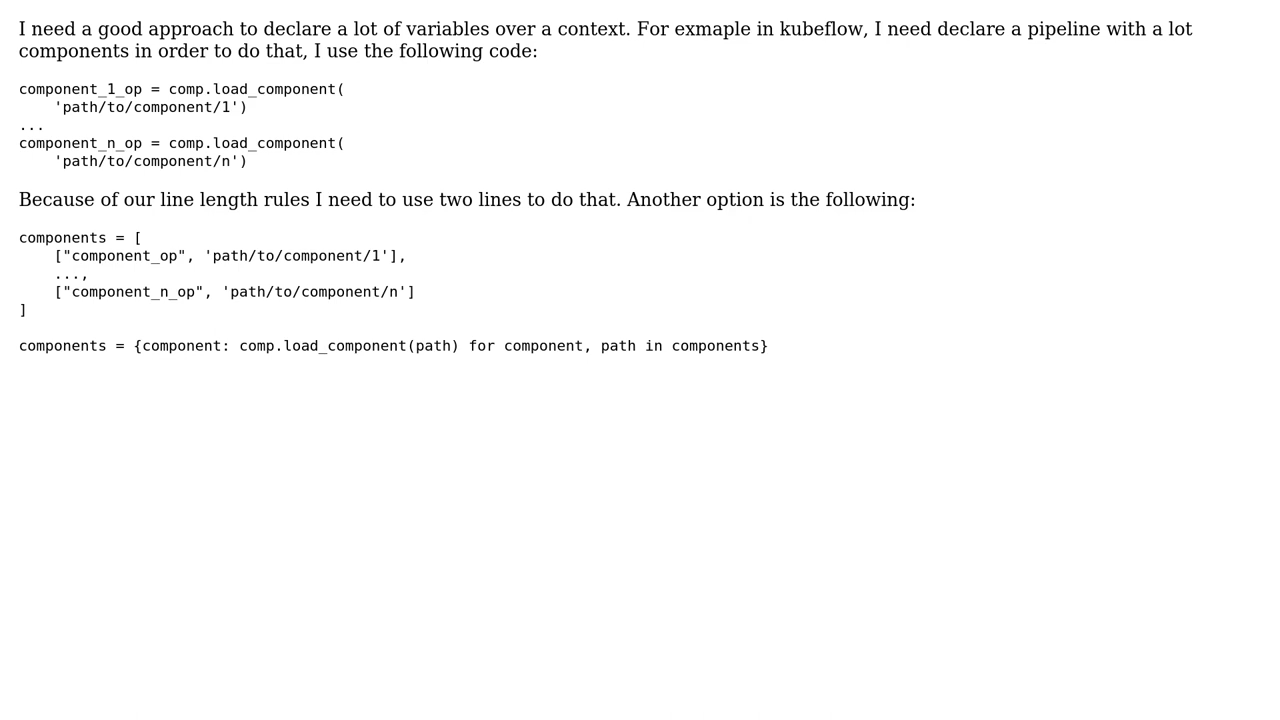 I need a good approach to declare a lot of variables over a context. For exmaple in kubeflow, I need declare a pipeline with a lot
components in order to do that, I use the following code:
component_1_op = comp.load_component(
    'path/to/component/1')
...
component_n_op = comp.load_component(
    'path/to/component/n')
Because of our line length rules I need to use two lines to do that. Another option is the following:
components = [
    ["component_op", 'path/to/component/1'],
    ...,
    ["component_n_op", 'path/to/component/n']
]
components = {component: comp.load_component(path) for component, path in components}